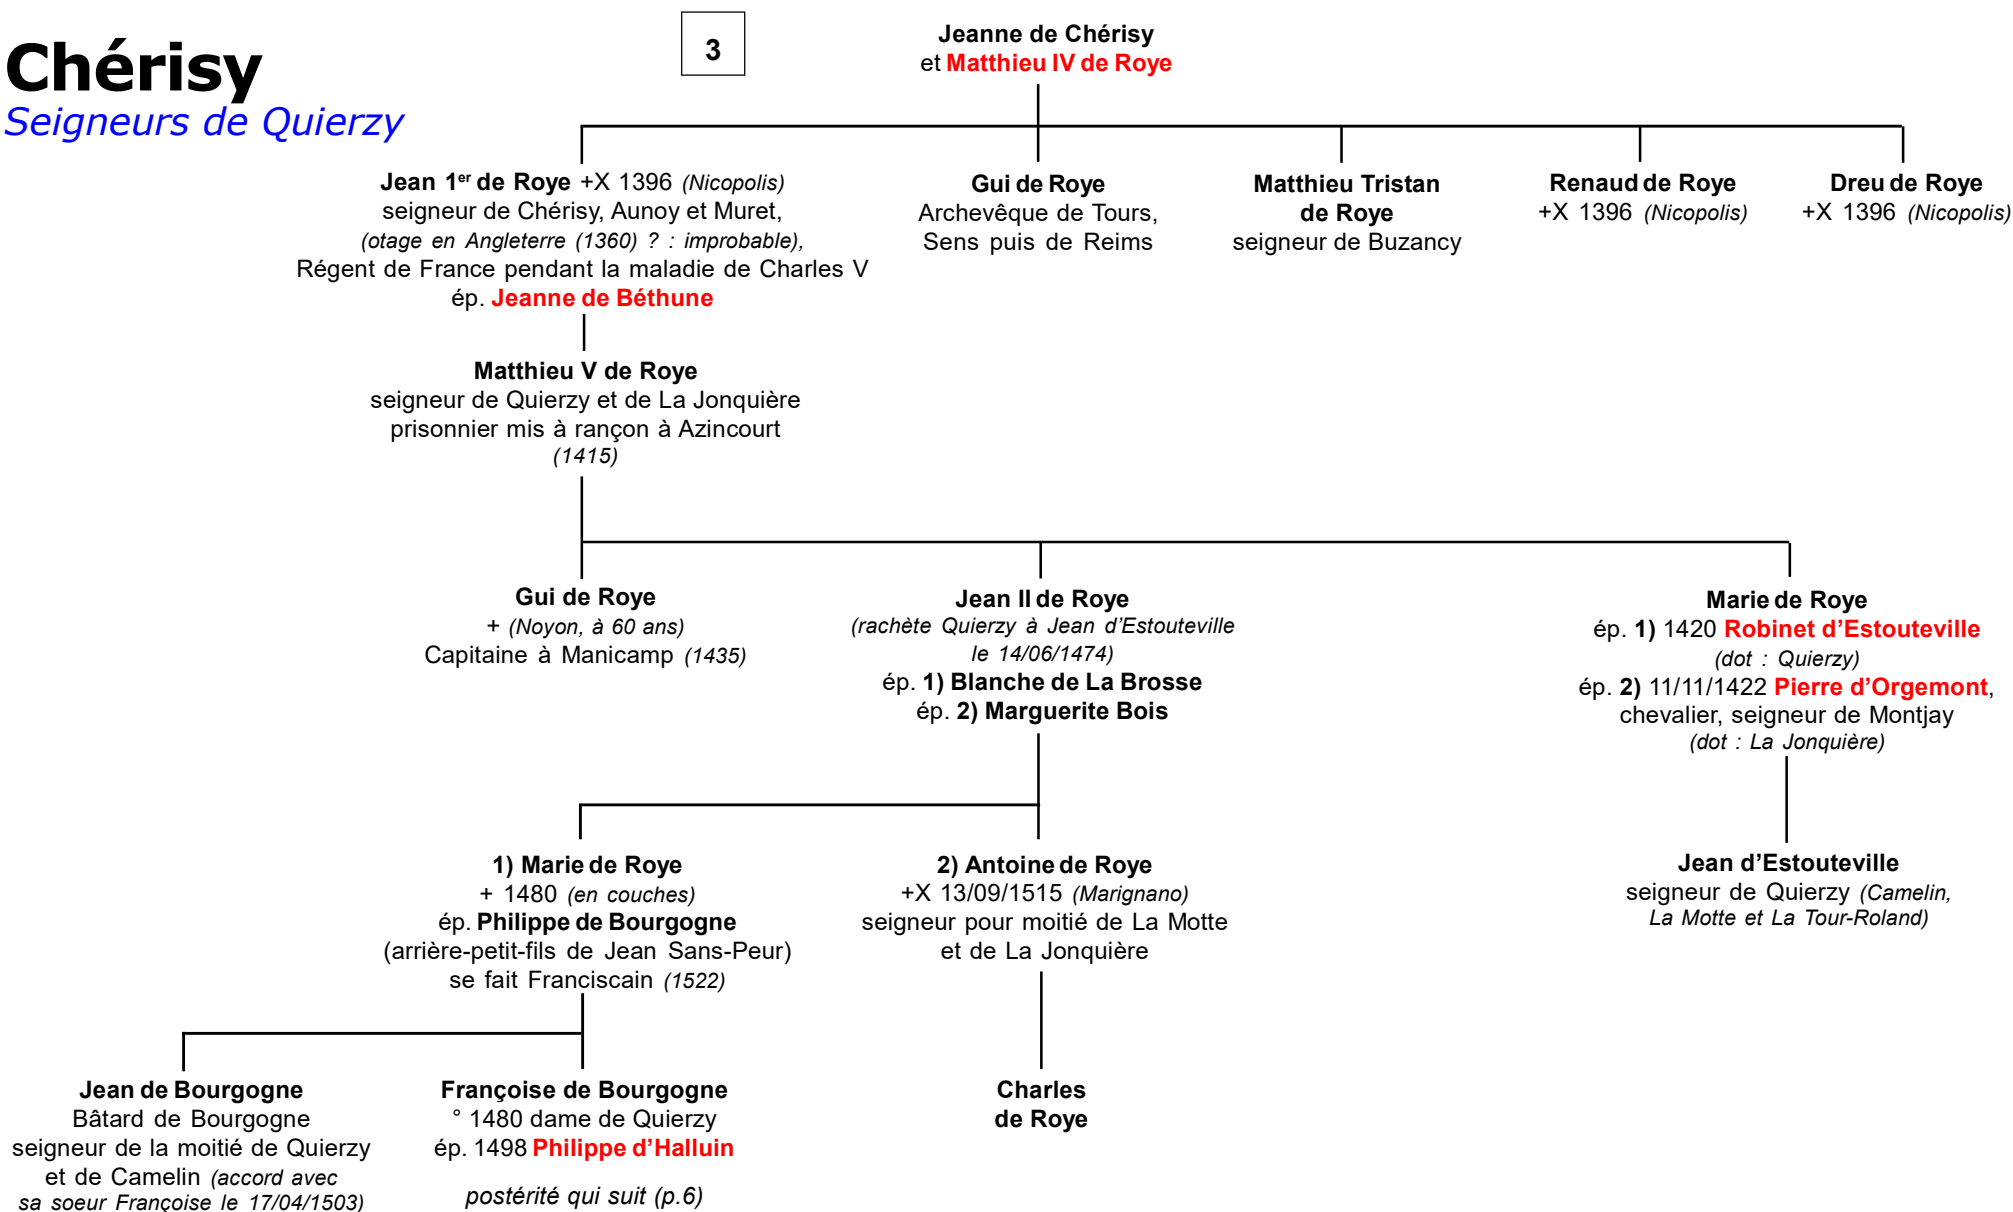 Chérisy
Seigneurs de Quierzy
3
Jeanne de Chérisy
et Matthieu IV de Roye
Jean 1er de Roye +X 1396 (Nicopolis)
seigneur de Chérisy, Aunoy et Muret,
(otage en Angleterre (1360) ? : improbable),
Régent de France pendant la maladie de Charles V
ép. Jeanne de Béthune
Gui de Roye
Archevêque de Tours,
Sens puis de Reims
Matthieu Tristan
de Roye
seigneur de Buzancy
Renaud de Roye
+X 1396 (Nicopolis)
Dreu de Roye
+X 1396 (Nicopolis)
Matthieu V de Roye
seigneur de Quierzy et de La Jonquière
prisonnier mis à rançon à Azincourt
(1415)
Gui de Roye
+ (Noyon, à 60 ans)
Capitaine à Manicamp (1435)
Jean II de Roye
(rachète Quierzy à Jean d’Estouteville
le 14/06/1474)
ép. 1) Blanche de La Brosse
ép. 2) Marguerite Bois
Marie de Roye
ép. 1) 1420 Robinet d’Estouteville
(dot : Quierzy)
ép. 2) 11/11/1422 Pierre d’Orgemont,
chevalier, seigneur de Montjay
(dot : La Jonquière)
1) Marie de Roye
+ 1480 (en couches)
ép. Philippe de Bourgogne
(arrière-petit-fils de Jean Sans-Peur)
se fait Franciscain (1522)
2) Antoine de Roye
+X 13/09/1515 (Marignano)
seigneur pour moitié de La Motte
et de La Jonquière
Jean d’Estouteville
seigneur de Quierzy (Camelin,
La Motte et La Tour-Roland)
Jean de Bourgogne
Bâtard de Bourgogne
seigneur de la moitié de Quierzy
et de Camelin (accord avec
sa soeur Françoise le 17/04/1503)
Françoise de Bourgogne
° 1480 dame de Quierzy
ép. 1498 Philippe d’Halluin
postérité qui suit (p.6)
Charles
de Roye